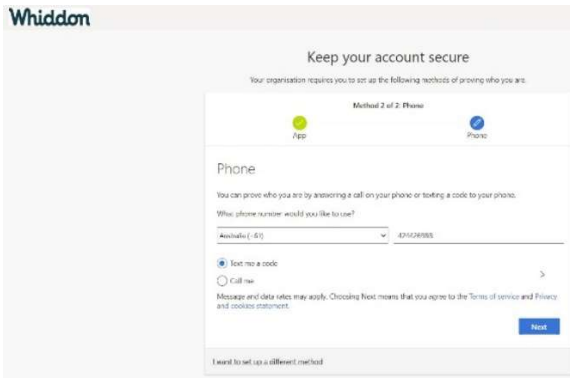 Whiddon
Keep your account secure
Your organisation requires you to set up the following methods of proving who you are.
Method 2 of 2: Phone
App
Phone
Phone
You can prove who you are by answering a call on your phone or texting a code to your phone.
What phone number would you like to use?
Australia (+61)
Text me a code
Call me
Message and data rates may apply. Choosing Next means that you agree to the Terms of service and Privacy
and cookies statement.
Next
I want to set up a different method